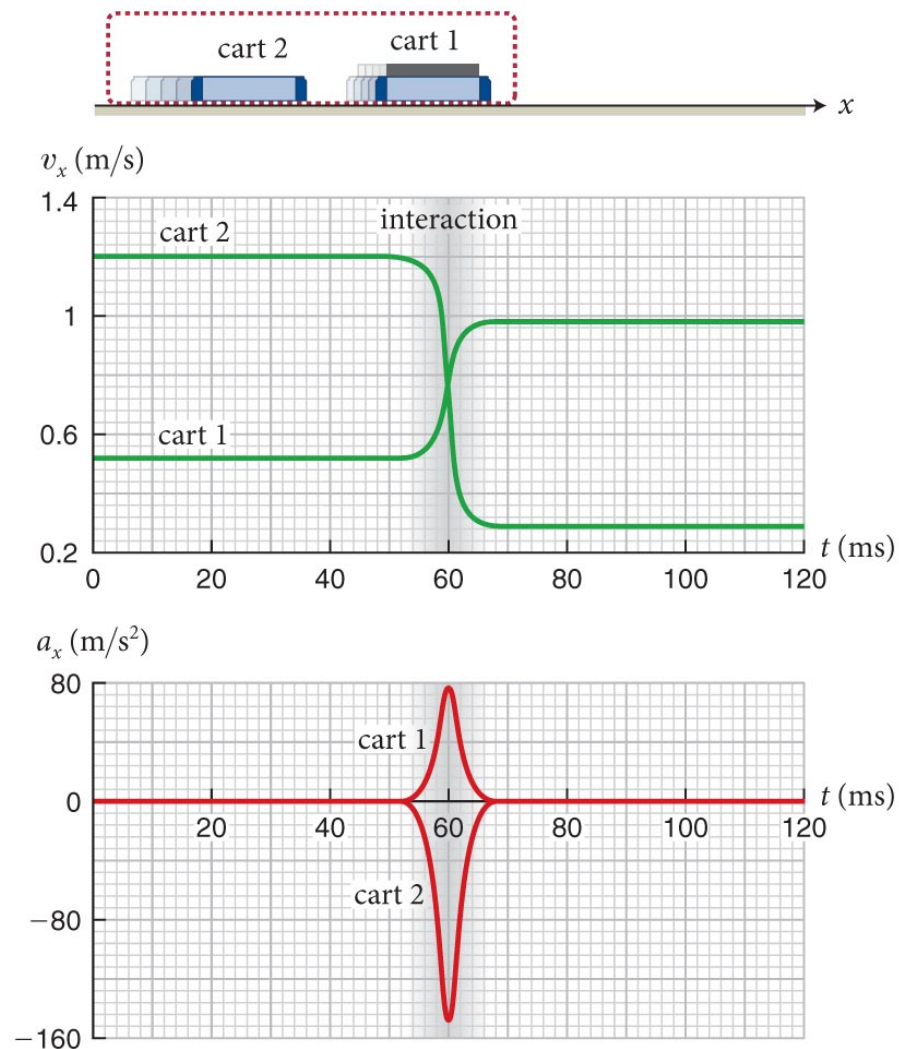 cart 2
cart 1
x
vₓ (m/s)
1.4
interaction
cart 2
1
0.6
cart 1
0.2
t (ms)
0 20 40 60 80 100 120
aₓ (m/s²)
80
cart 1
0
t (ms)
20 40 60 80 100 120
cart 2
−80
−160